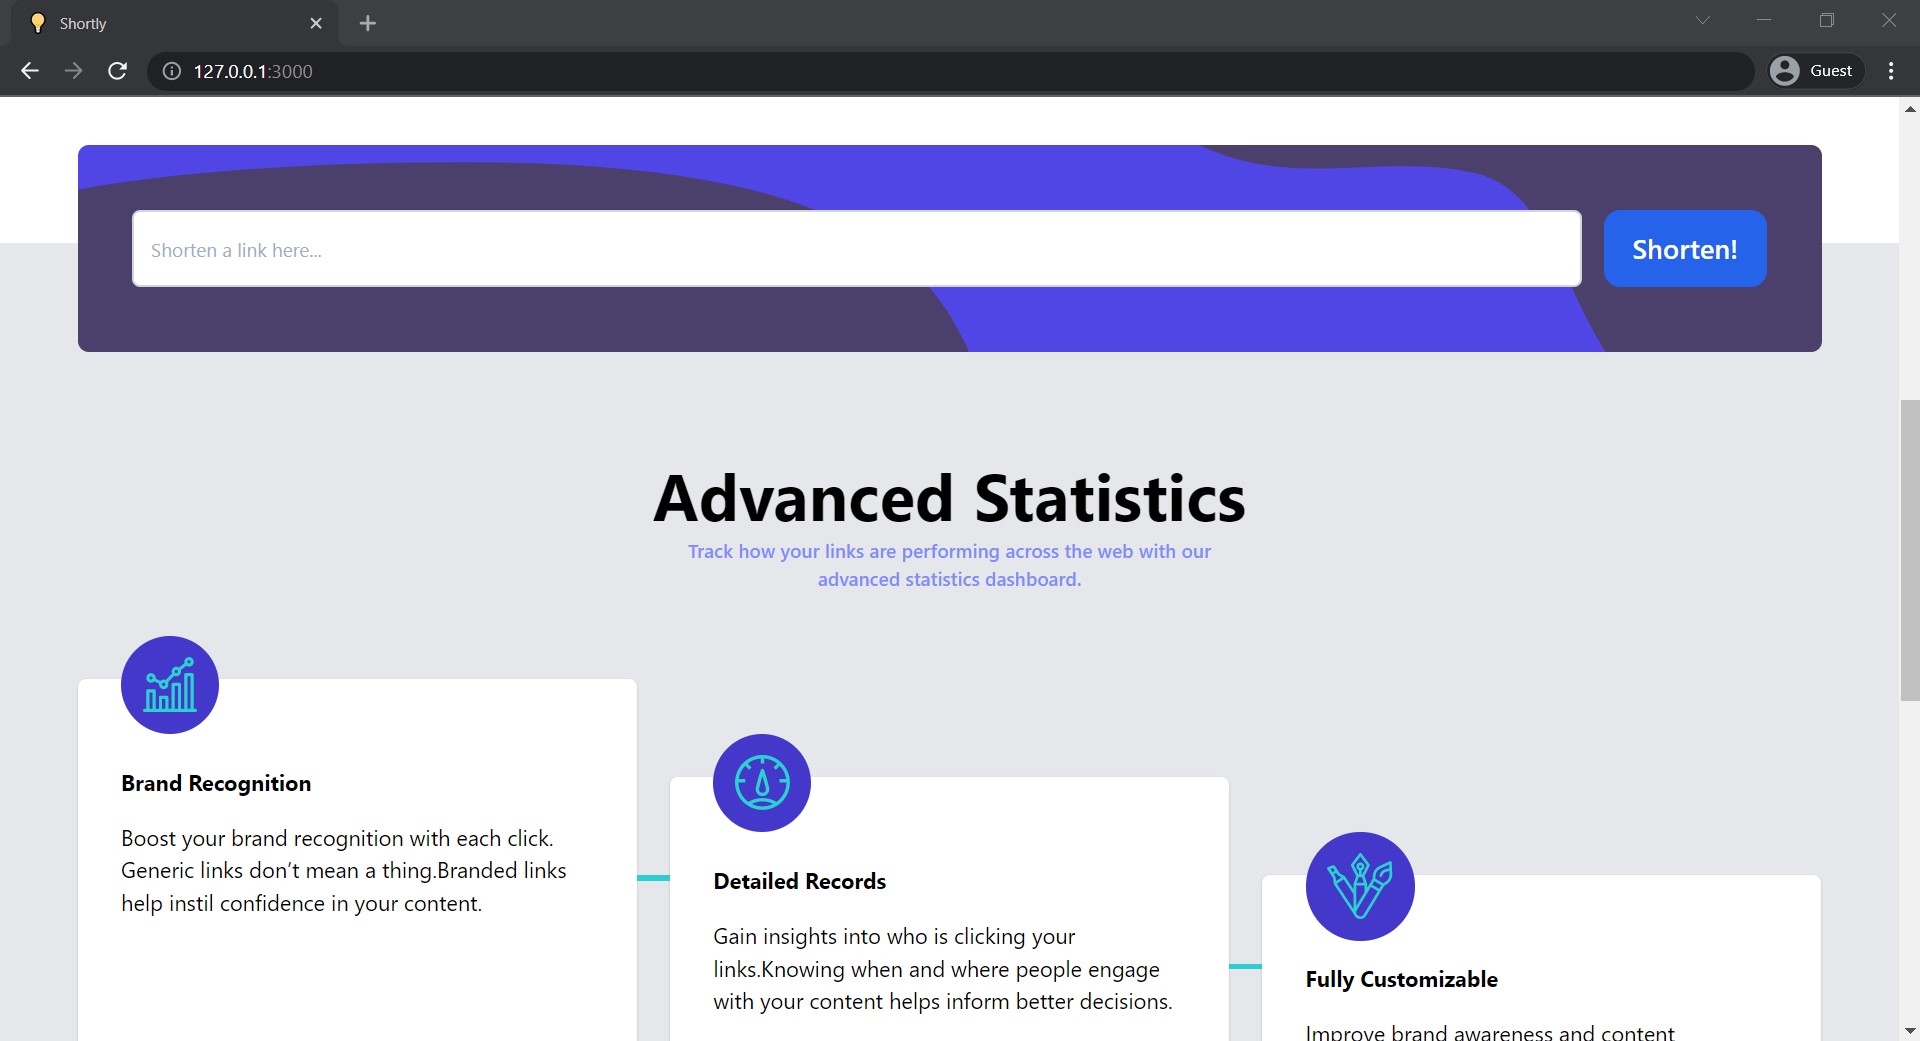 Shortly
127.0.0.1:3000
Guest
Shorten a link here...
Shorten!
Advanced Statistics
Track how your links are performing across the web with our
advanced statistics dashboard.
Brand Recognition
Boost your brand recognition with each click.
Generic links don’t mean a thing.Branded links
help instil confidence in your content.
Detailed Records
Gain insights into who is clicking your
links.Knowing when and where people engage
with your content helps inform better decisions.
Fully Customizable
Improve brand awareness and content